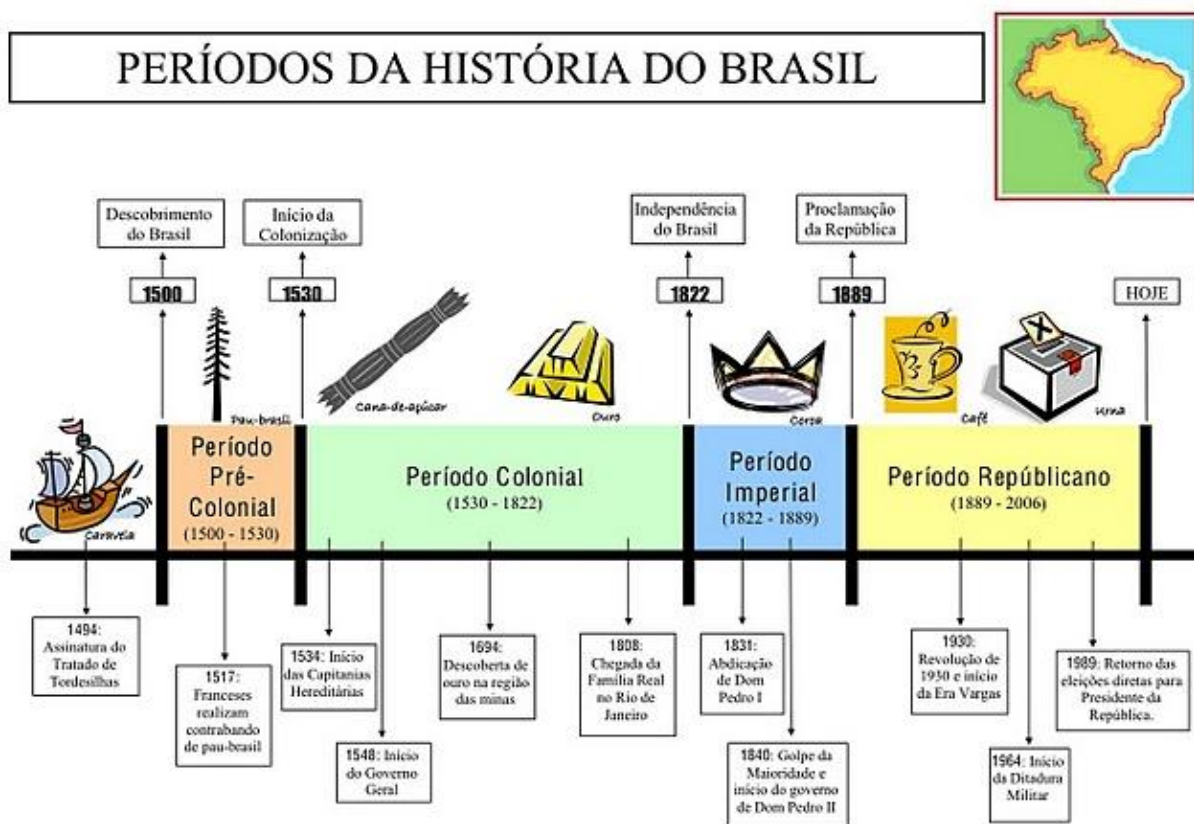 PERÍODOS DA HISTÓRIA DO BRASIL
Descobrimento
do Brasil
Início da
Colonização
Independência
do Brasil
Proclamação
da República
1500
1530
1822
1889
HOJE
Pau-brasil
Cana-de-açúcar
Ouro
Coroa
Café
Urna
Caravela
Período
Pré-
Colonial
(1500 - 1530)
Período Colonial
(1530 - 1822)
Período
Imperial
(1822 - 1889)
Período Républicano
(1889 - 2006)
1494:
Assinatura do
Tratado de
Tordesilhas
1517:
Franceses
realizam
contrabando
de pau-brasil
1534: Início
das Capitanias
Hereditárias
1548: Início
do Governo
Geral
1694:
Descoberta de
ouro na região
das minas
1808:
Chegada da
Família Real
no Rio de
Janeiro
1831:
Abdicação
de Dom
Pedro I
1840: Golpe da
Maioridade e
início do governo
de Dom Pedro II
1930:
Revolução de
1930 e início
da Era Vargas
1964: Início
da Ditadura
Militar
1989: Retorno das
eleições diretas para
Presidente da
República.